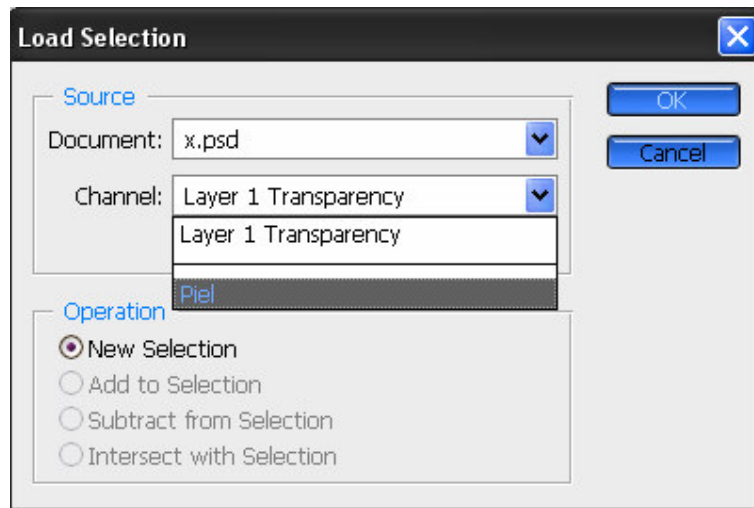 Load Selection
Source
OK
Document: x.psd
Cancel
Channel: Layer 1 Transparency
Layer 1 Transparency
Piel
Operation
New Selection
Add to Selection
Subtract from Selection
Intersect with Selection